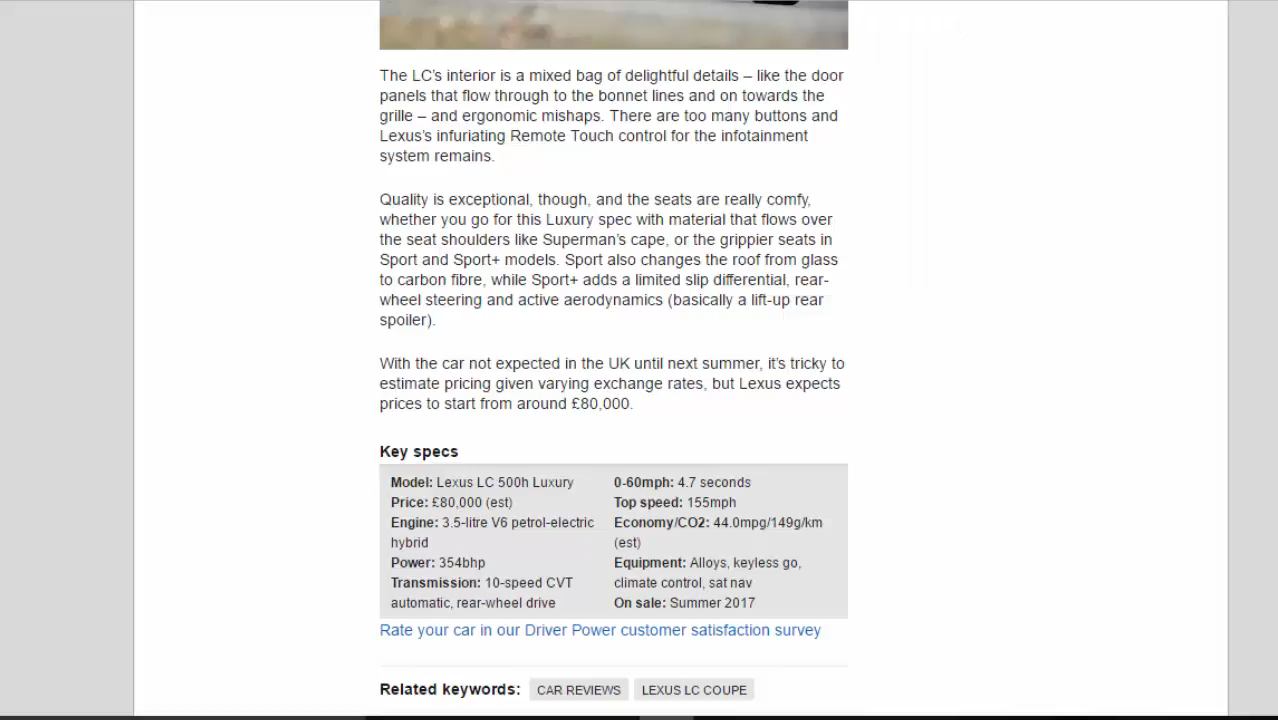 The LC's interior is a mixed bag of delightful details – like the door
panels that flow through to the bonnet lines and on towards the
grille – and ergonomic mishaps. There are too many buttons and
Lexus's infuriating Remote Touch control for the infotainment
system remains.
Quality is exceptional, though, and the seats are really comfy,
whether you go for this Luxury spec with material that flows over
the seat shoulders like Superman's cape, or the grippier seats in
Sport and Sport+ models. Sport also changes the roof from glass
to carbon fibre, while Sport+ adds a limited slip differential, rear-
wheel steering and active aerodynamics (basically a lift-up rear
spoiler).
With the car not expected in the UK until next summer, it's tricky to
estimate pricing given varying exchange rates, but Lexus expects
prices to start from around £80,000.
Key specs
Model: Lexus LC 500h Luxury
Price: £80,000 (est)
Engine: 3.5-litre V6 petrol-electric
hybrid
Power: 354bhp
Transmission: 10-speed CVT
automatic, rear-wheel drive
0-60mph: 4.7 seconds
Top speed: 155mph
Economy/CO2: 44.0mpg/149g/km
(est)
Equipment: Alloys, keyless go,
climate control, sat nav
On sale: Summer 2017
Rate your car in our Driver Power customer satisfaction survey
Related keywords: CAR REVIEWS LEXUS LC COUPE